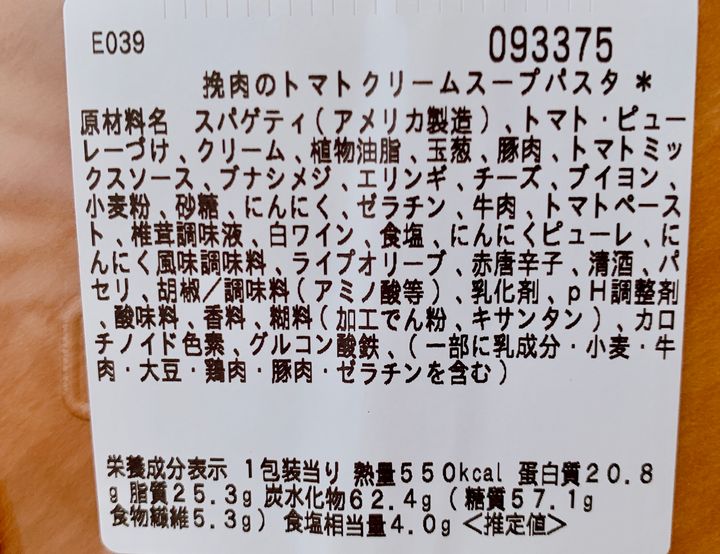 E039 093375
挽肉のトマトクリームスープパスタ *
原材料名 スパゲティ(アメリカ製造)、トマト・ピュー
レーづけ、クリーム、植物油脂、玉葱、豚肉、トマトミッ
クスソース、ブナシメジ、エリンギ、チーズ、ブイヨン、
小麦粉、砂糖、にんにく、ゼラチン、牛肉、トマトペース
ト、椎茸調味液、白ワイン、食塩、にんにくピューレ、に
んにく風味調味料、ライプオリーブ、赤唐辛子、清酒、パ
セリ、胡椒/調味料(アミノ酸等)、乳化剤、pH調整剤
、酸味料、香料、糊料(加工でん粉、キサンタン)、カロ
チノイド色素、グルコン酸鉄、(一部に乳成分・小麦・牛
肉・大豆・鶏肉・豚肉・ゼラチンを含む)
栄養成分表示 1包装当り 熱量550kcal 蛋白質20.8
g 脂質25.3g 炭水化物62.4g (糖質57.1g
食物繊維5.3g) 食塩相当量4.0g <推定値>